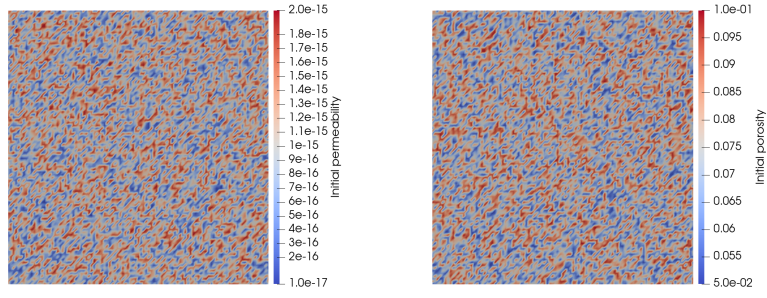 2.0e-15
1.8e-15
1.7e-15
1.6e-15
1.5e-15
1.4e-15
1.3e-15
1.2e-15
1.1e-15
1e-15
9e-16
8e-16
7e-16
6e-16
5e-16
4e-16
3e-16
2e-16
1.0e-17
Initial permeability
1.0e-01
0.095
0.09
0.085
0.08
0.075
0.07
0.065
0.06
0.055
5.0e-02
Initial porosity